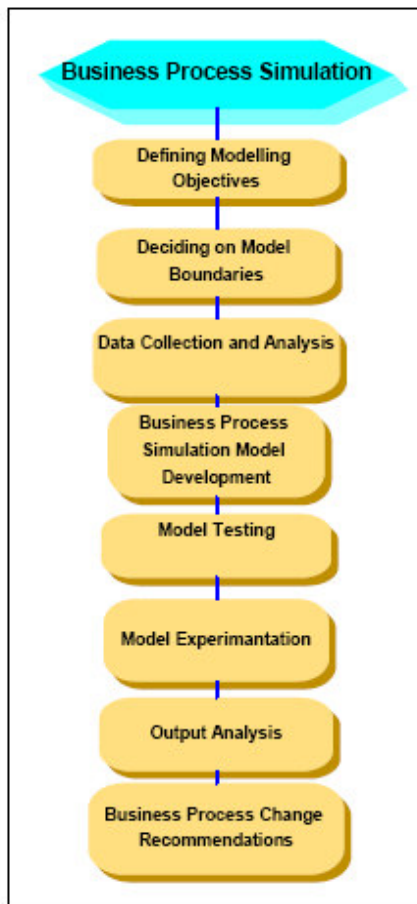 Business Process Simulation
Defining Modelling
Objectives
Deciding on Model
Boundaries
Data Collection and Analysis
Business Process
Simulation Model
Development
Model Testing
Model Experimantation
Output Analysis
Business Process Change
Recommendations